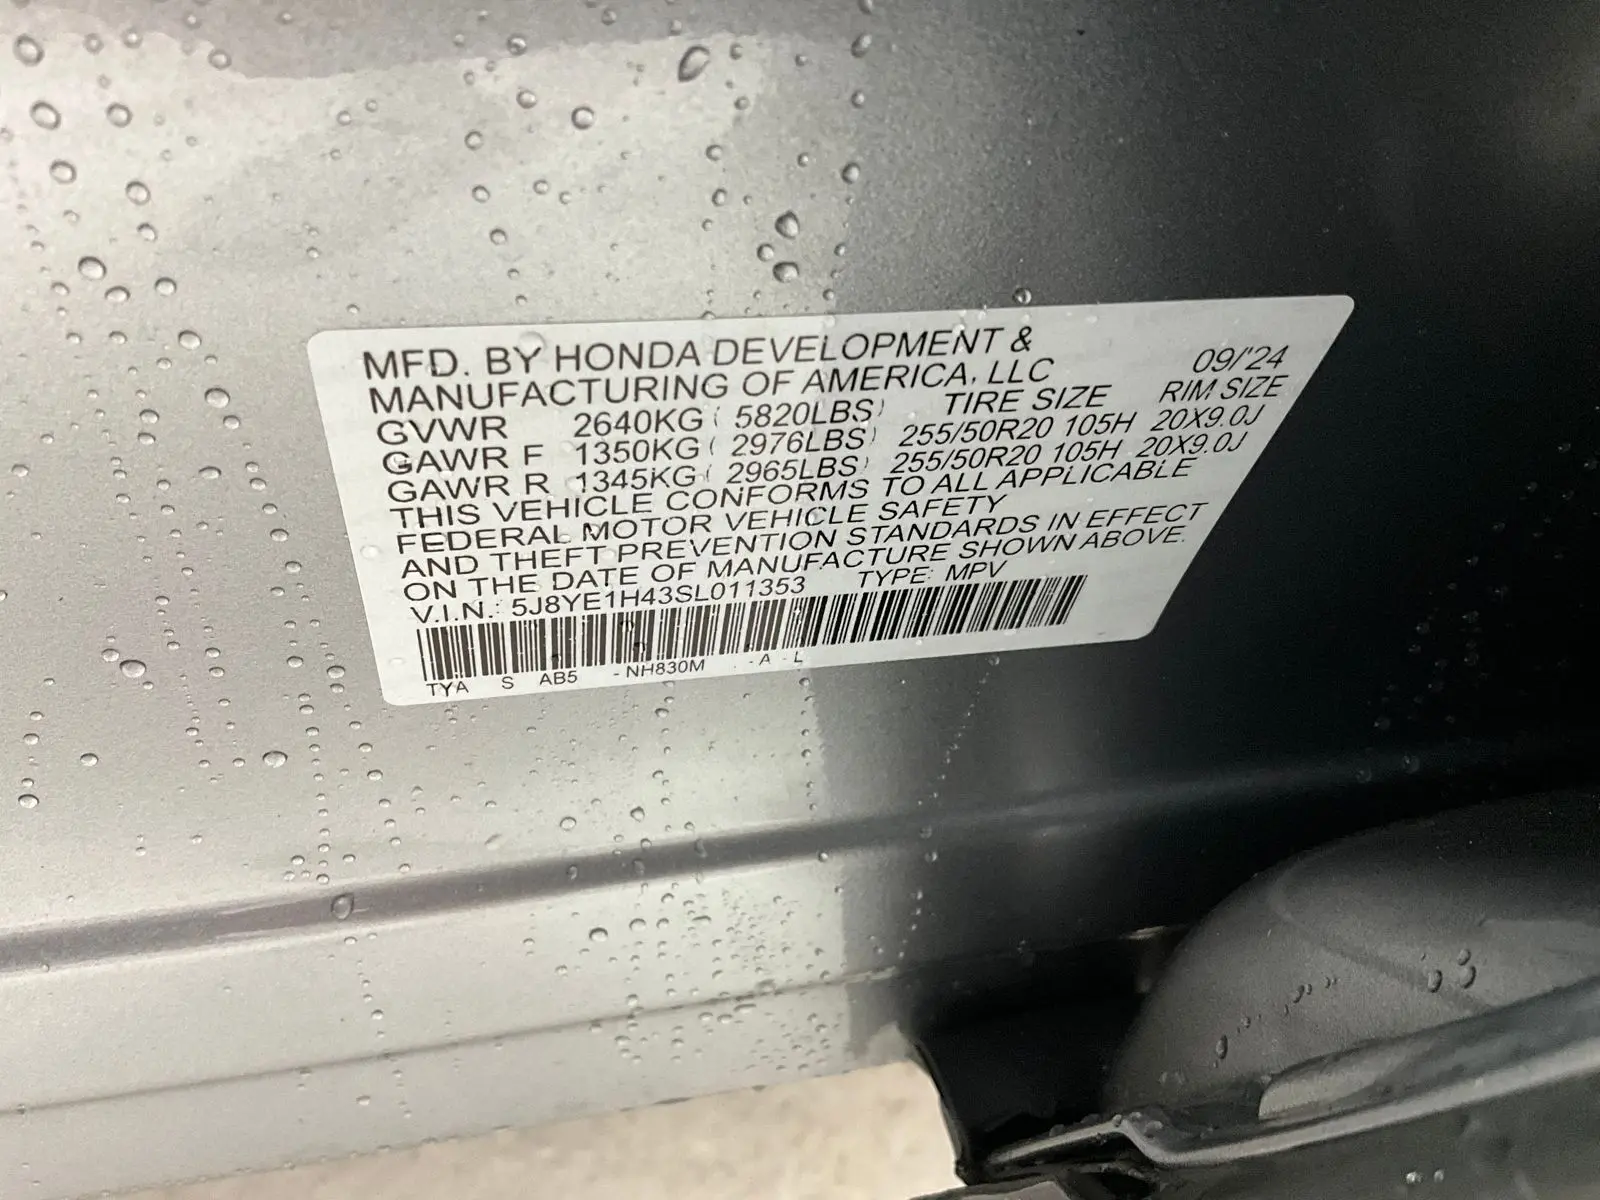 MFD. BY HONDA DEVELOPMENT &
MANUFACTURING OF AMERICA, LLC 09/'24
GVWR 2640KG ( 5820LBS) TIRE SIZE RIM SIZE
GAWR F 1350KG ( 2976LBS) 255/50R20 105H 20X9.0J
GAWR R 1345KG ( 2965LBS) 255/50R20 105H 20X9.0J
THIS VEHICLE CONFORMS TO ALL APPLICABLE
FEDERAL MOTOR VEHICLE SAFETY
AND THEFT PREVENTION STANDARDS IN EFFECT
ON THE DATE OF MANUFACTURE SHOWN ABOVE.
V.I.N.: 5J8YE1H43SL011353 TYPE: MPV
TYA S AB5 - NH830M - A - L